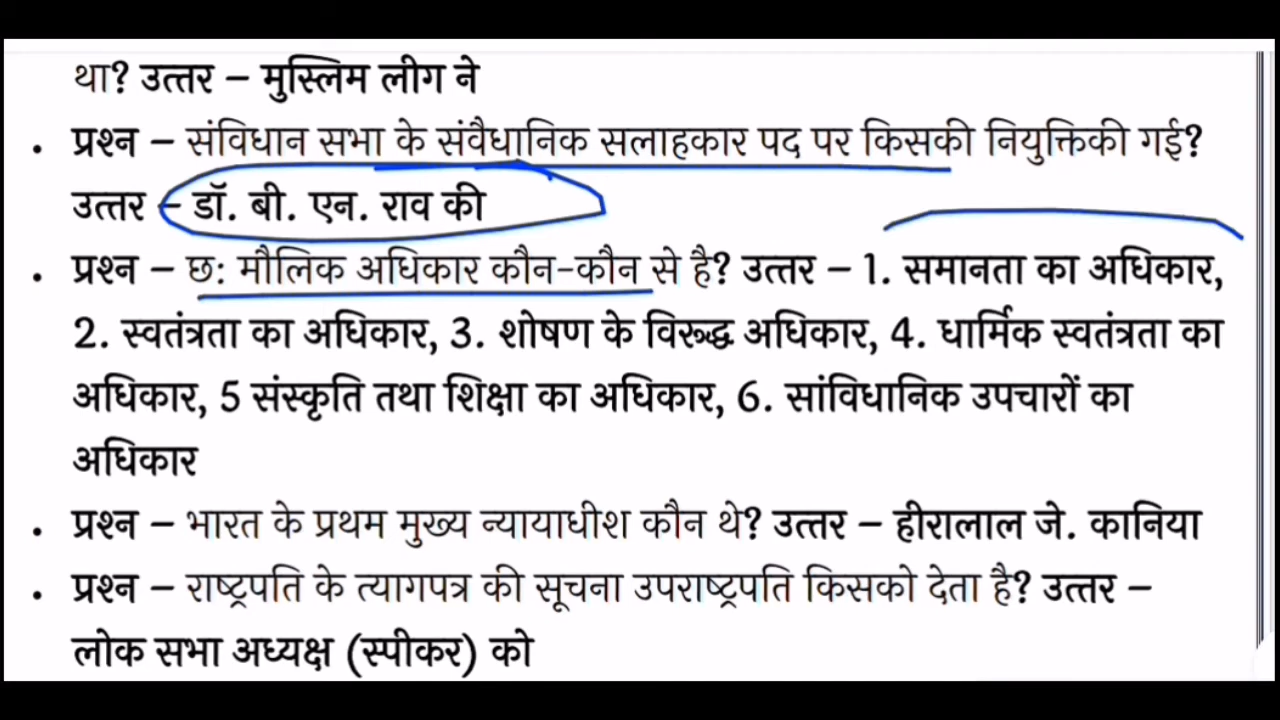 था? उत्तर – मुस्लिम लीग ने
• प्रश्न – संविधान सभा के संवैधानिक सलाहकार पद पर किसकी नियुक्तिकी गई?
उत्तर – डॉ. बी. एन. राव की
• प्रश्न – छ: मौलिक अधिकार कौन-कौन से है? उत्तर – 1. समानता का अधिकार,
2. स्वतंत्रता का अधिकार, 3. शोषण के विरुद्ध अधिकार, 4. धार्मिक स्वतंत्रता का
अधिकार, 5 संस्कृति तथा शिक्षा का अधिकार, 6. सांविधानिक उपचारों का
अधिकार
• प्रश्न – भारत के प्रथम मुख्य न्यायाधीश कौन थे? उत्तर – हीरालाल जे. कानिया
• प्रश्न – राष्ट्रपति के त्यागपत्र की सूचना उपराष्ट्रपति किसको देता है? उत्तर –
लोक सभा अध्यक्ष (स्पीकर) को